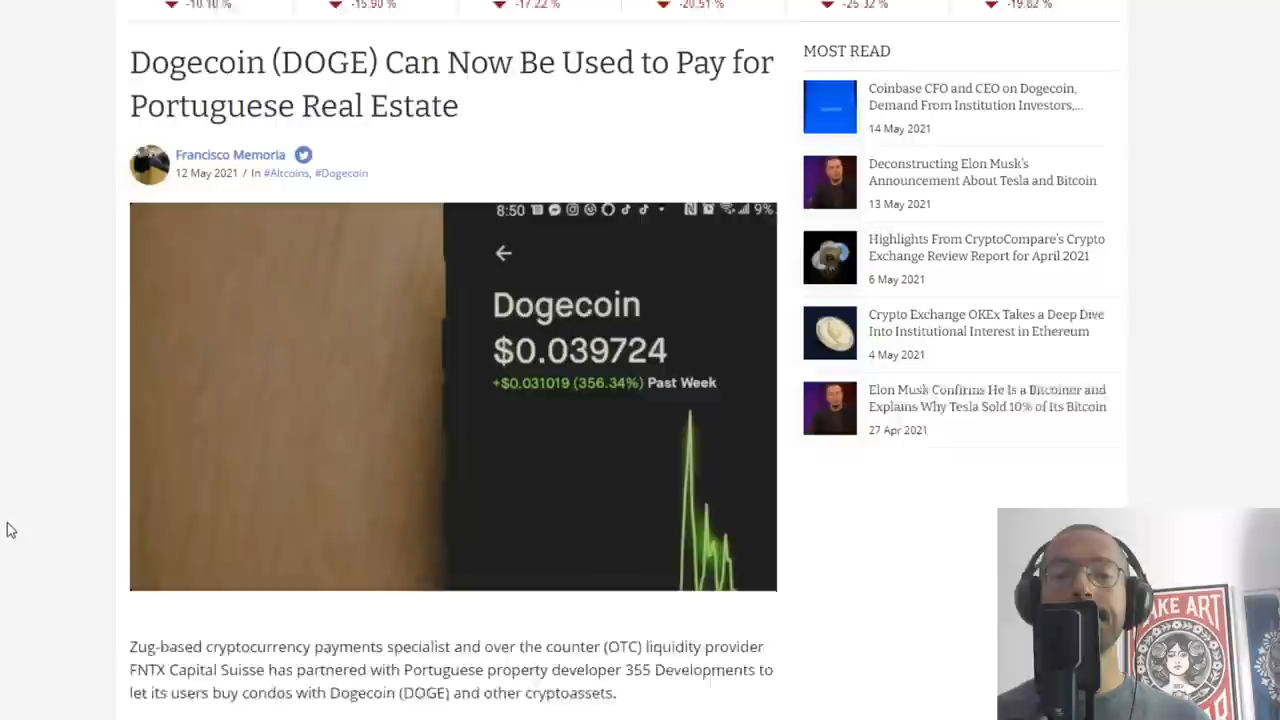 -10.10 %
-15.90 %
-17.22 %
-20.51 %
-25.32 %
-19.82 %
Dogecoin (DOGE) Can Now Be Used to Pay for
Portuguese Real Estate
Francisco Memoria
12 May 2021 / In #Altcoins, #Dogecoin
8:50
9%
Dogecoin
$0.039724
+$0.031019 (356.34%) Past Week
Zug-based cryptocurrency payments specialist and over the counter (OTC) liquidity provider
FNTX Capital Suisse has partnered with Portuguese property developer 355 Developments to
let its users buy condos with Dogecoin (DOGE) and other cryptoassets.
MOST READ
Coinbase CFO and CEO on Dogecoin,
Demand From Institution Investors,...
14 May 2021
Deconstructing Elon Musk's
Announcement About Tesla and Bitcoin
13 May 2021
Highlights From CryptoCompare's Crypto
Exchange Review Report for April 2021
6 May 2021
Crypto Exchange OKEx Takes a Deep Dive
Into Institutional Interest in Ethereum
4 May 2021
Elon Musk Confirms He Is a Bitcoiner and
Explains Why Tesla Sold 10% of Its Bitcoin
27 Apr 2021
AKE ART